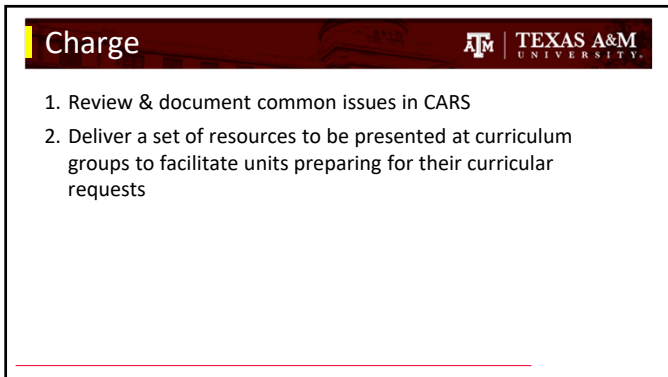 Charge
TEXAS A&M
UNIVERSITY.
1. Review & document common issues in CARS
2. Deliver a set of resources to be presented at curriculum
groups to facilitate units preparing for their curricular
requests